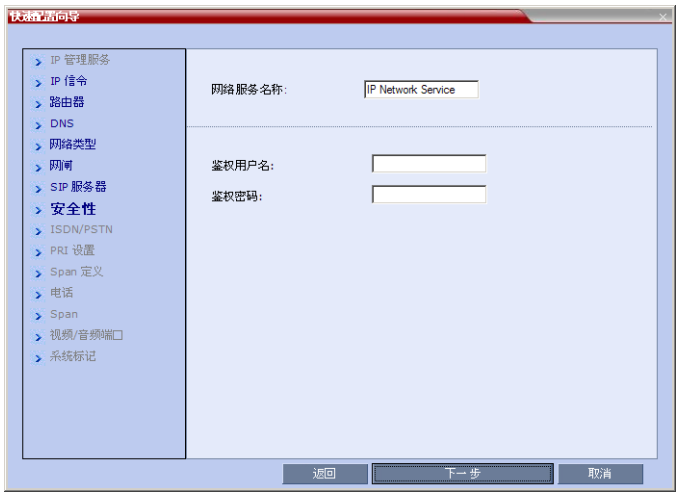 快速配置向导
IP 管理服务
IP 信令
路由器
DNS
网络类型
网闸
SIP 服务器
安全性
ISDN/PSTN
PRI 设置
Span 定义
电话
Span
视频/音频端口
系统标记
网络服务名称:
IP Network Service
鉴权用户名:
鉴权密码:
返回
下一步
取消